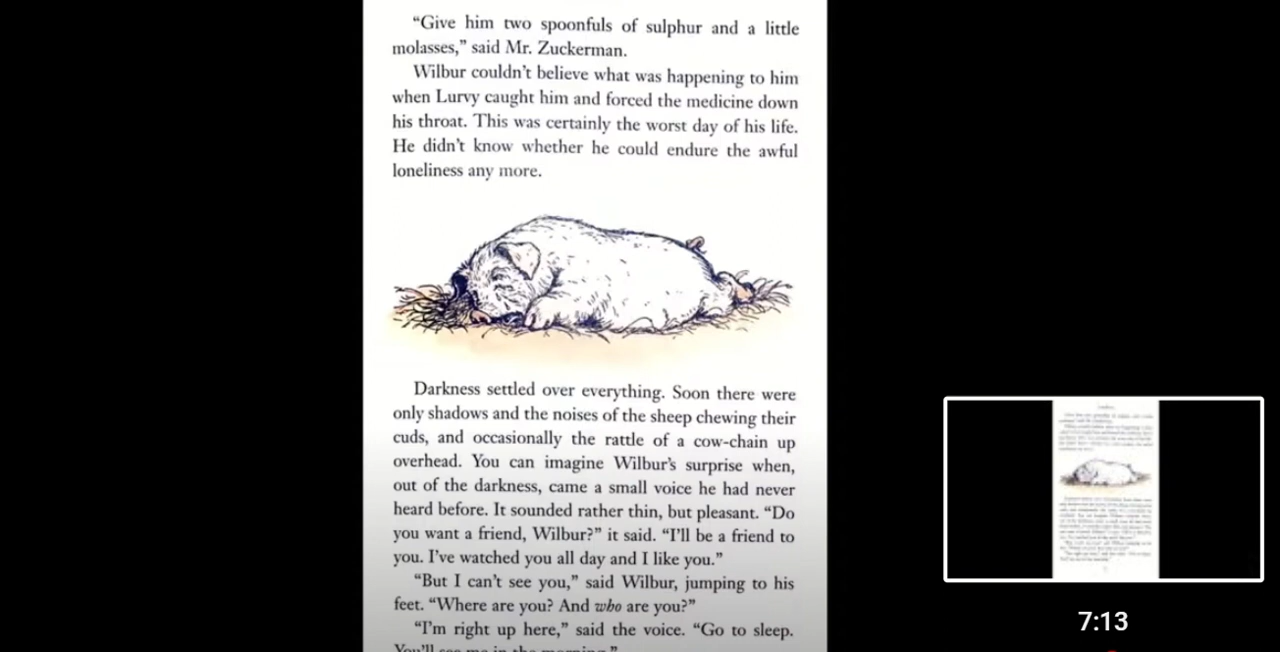 “Give him two spoonfuls of sulphur and a little
molasses,” said Mr. Zuckerman.
Wilbur couldn’t believe what was happening to him
when Lurvy caught him and forced the medicine down
his throat. This was certainly the worst day of his life.
He didn’t know whether he could endure the awful
loneliness any more.
Darkness settled over everything. Soon there were
only shadows and the noises of the sheep chewing their
cuds, and occasionally the rattle of a cow-chain up
overhead. You can imagine Wilbur’s surprise when,
out of the darkness, came a small voice he had never
heard before. It sounded rather thin, but pleasant. “Do
you want a friend, Wilbur?” it said. “I’ll be a friend to
you. I’ve watched you all day and I like you.”
“But I can’t see you,” said Wilbur, jumping to his
feet. “Where are you? And who are you?”
“I’m right up here,” said the voice. “Go to sleep.
You’ll see me in the morning.”
7:13